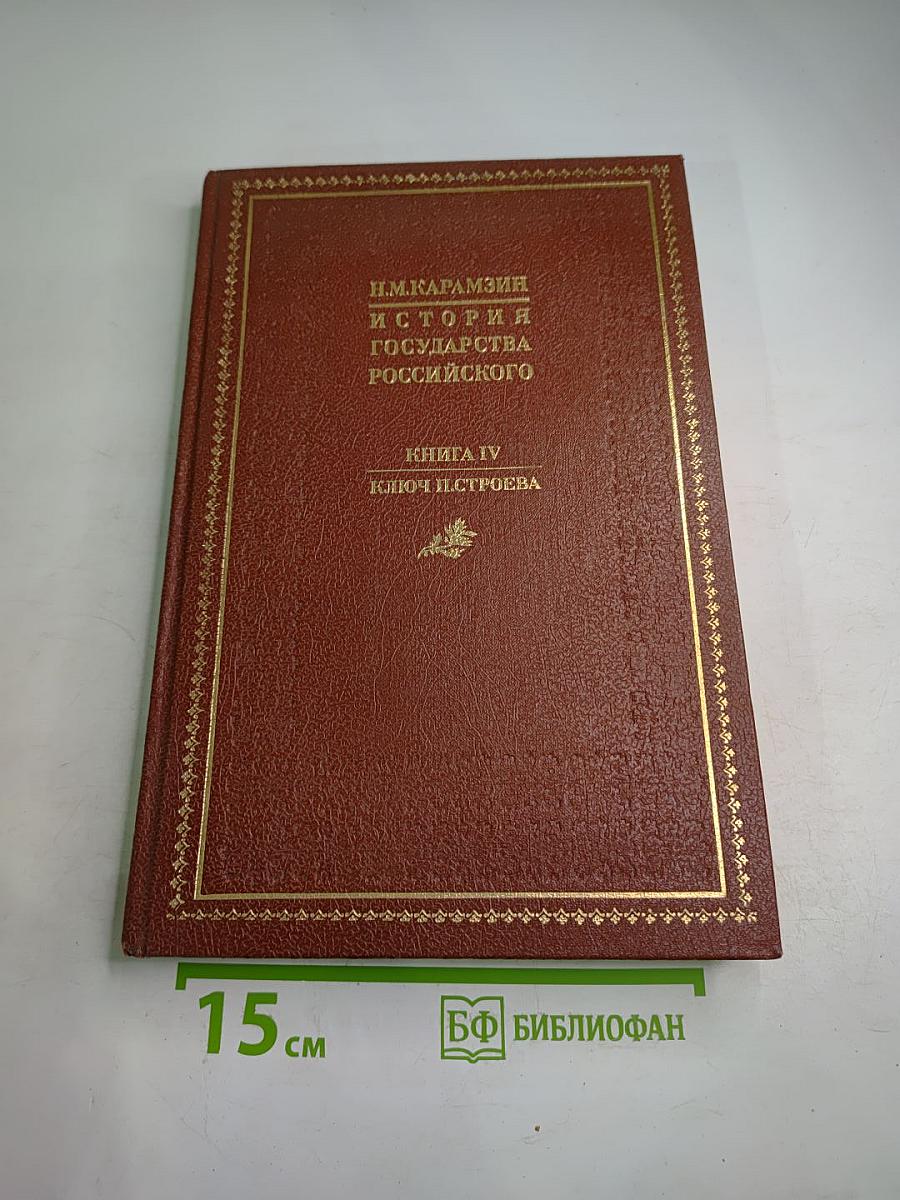 Н.М.КАРАМЗИН
ИСТОРИЯ
ГОСУДАРСТВА
РОССИЙСКОГО
КНИГА IV
КЛЮЧ П.СТРОЕВА
15 см
БФ БИБЛИОФАН